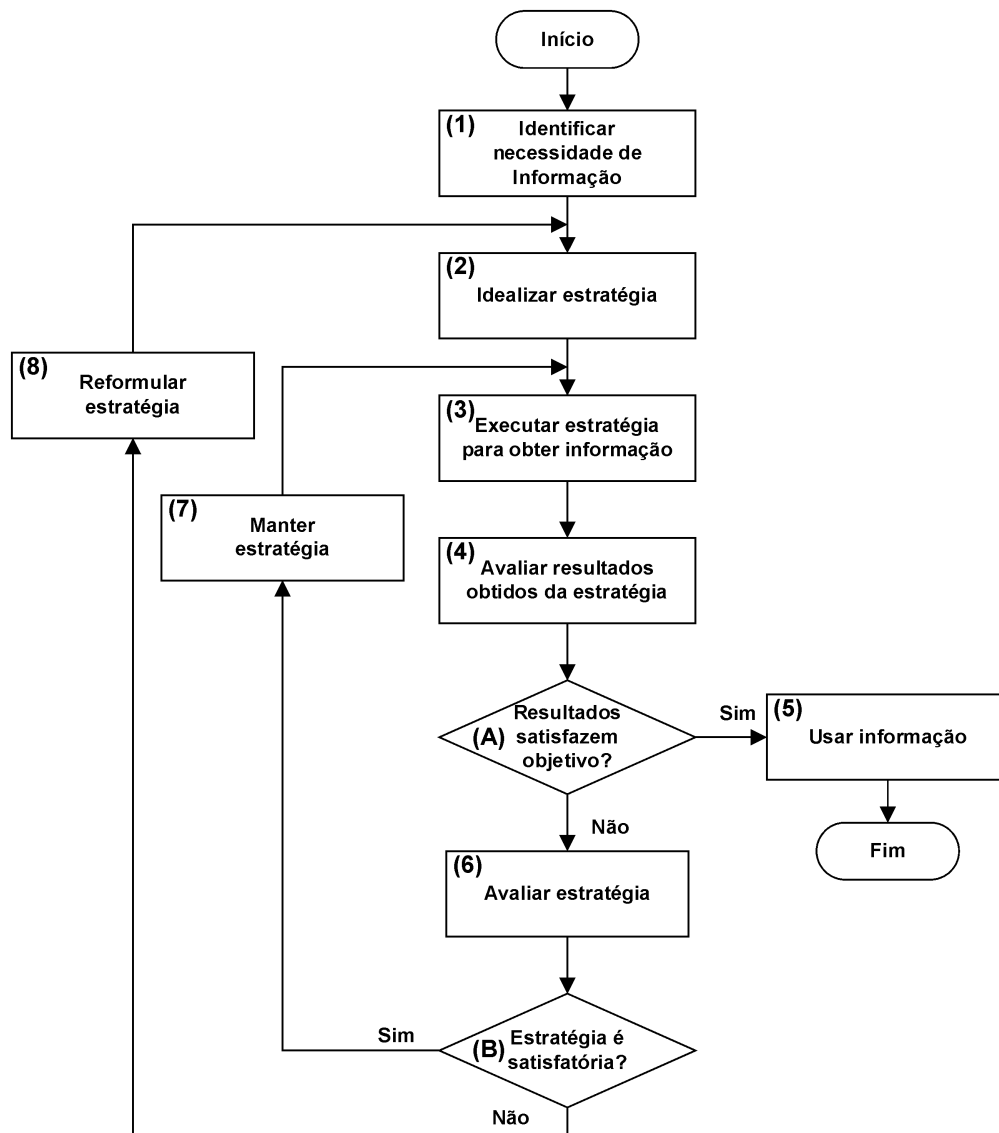 Início
(1)
Identificar
necessidade de
Informação
(2)
Idealizar estratégia
(8)
Reformular
estratégia
(3)
Executar estratégia
para obter informação
(7)
Manter
estratégia
(4)
Avaliar resultados
obtidos da estratégia
(A)
Resultados
satisfazem
objetivo?
Sim
(5)
Usar informação
Não
Fim
(6)
Avaliar estratégia
Sim
(B)
Estratégia é
satisfatória?
Não